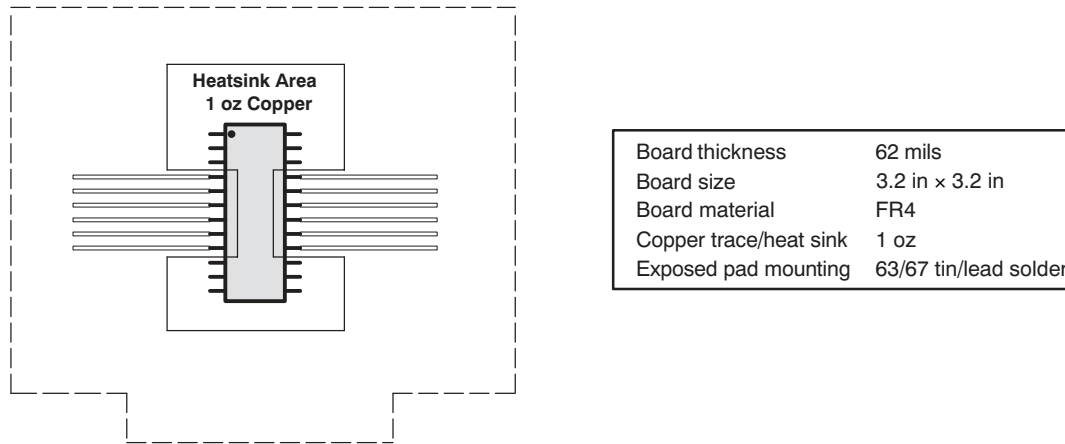 Heatsink Area
1 oz Copper
Board thickness 62 mils
Board size 3.2 in × 3.2 in
Board material FR4
Copper trace/heat sink 1 oz
Exposed pad mounting 63/67 tin/lead solder